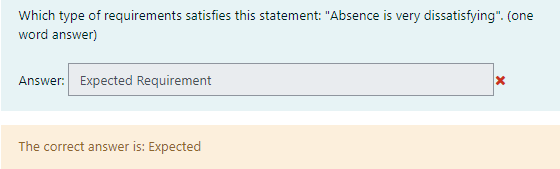 Which type of requirements satisfies this statement: "Absence is very dissatisfying". (one
word answer)
Answer: Expected Requirement
The correct answer is: Expected